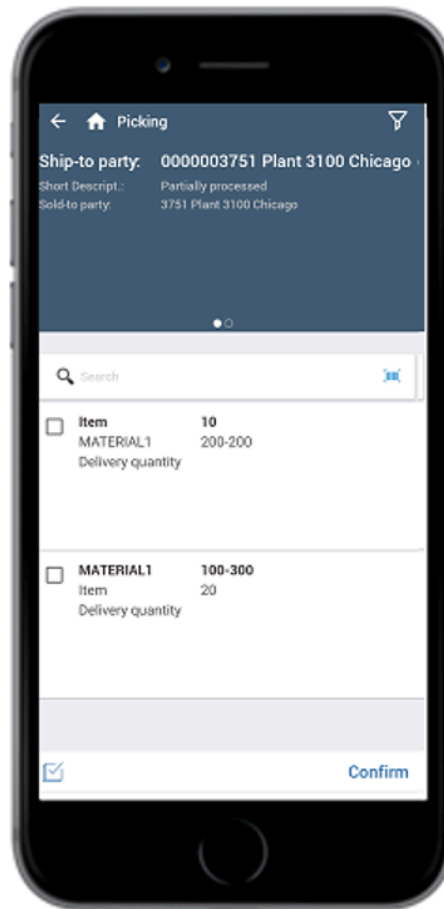 Picking
Ship-to party: 0000003751 Plant 3100 Chicago
Short Descript.: Partially processed
Sold-to party: 3751 Plant 3100 Chicago
Search
Item 10
MATERIAL1 200-200
Delivery quantity
MATERIAL1 100-300
Item 20
Delivery quantity
Confirm